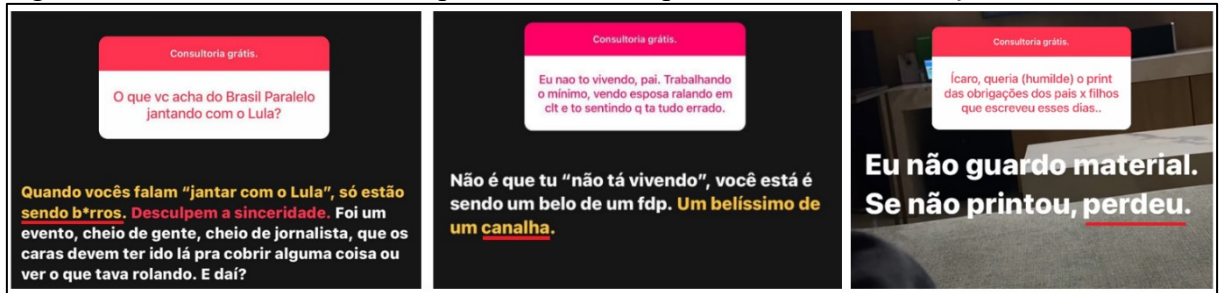 Consultoria grátis.
O que vc acha do Brasil Paralelo
jantando com o Lula?
Quando vocês falam “jantar com o Lula”, só estão
sendo b*rros. Desculpem a sinceridade. Foi um
evento, cheio de gente, cheio de jornalista, que os
caras devem ter ido lá pra cobrir alguma coisa ou
ver o que tava rolando. E daí?
Consultoria grátis.
Eu nao to vivendo, pai. Trabalhando
o mínimo, vendo esposa ralando em
clt e to sentindo q ta tudo errado.
Não é que tu “não tá vivendo”, você está é
sendo um belo de um fdp. Um belíssimo de
um canalha.
Consultoria grátis.
Ícaro, queria (humilde) o print
das obrigações dos pais x filhos
que escreveu esses dias..
Eu não guardo material.
Se não printou, perdeu.